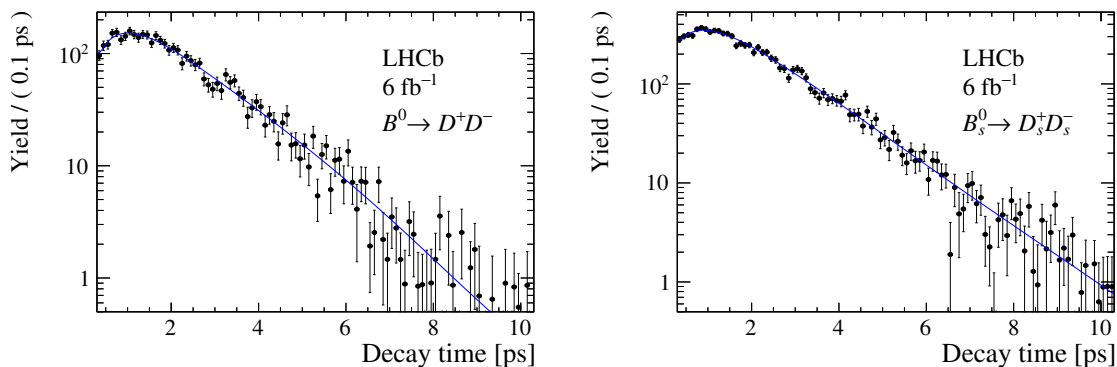 Yield / ( 0.1 ps )
10²
10
1
LHCb
6 fb⁻¹
B⁰→ D⁺D⁻
2 4 6 8 10
Decay time [ps]
Yield / ( 0.1 ps )
10²
10
1
LHCb
6 fb⁻¹
B⁰ₛ→ D⁺ₛD⁻ₛ
2 4 6 8 10
Decay time [ps]